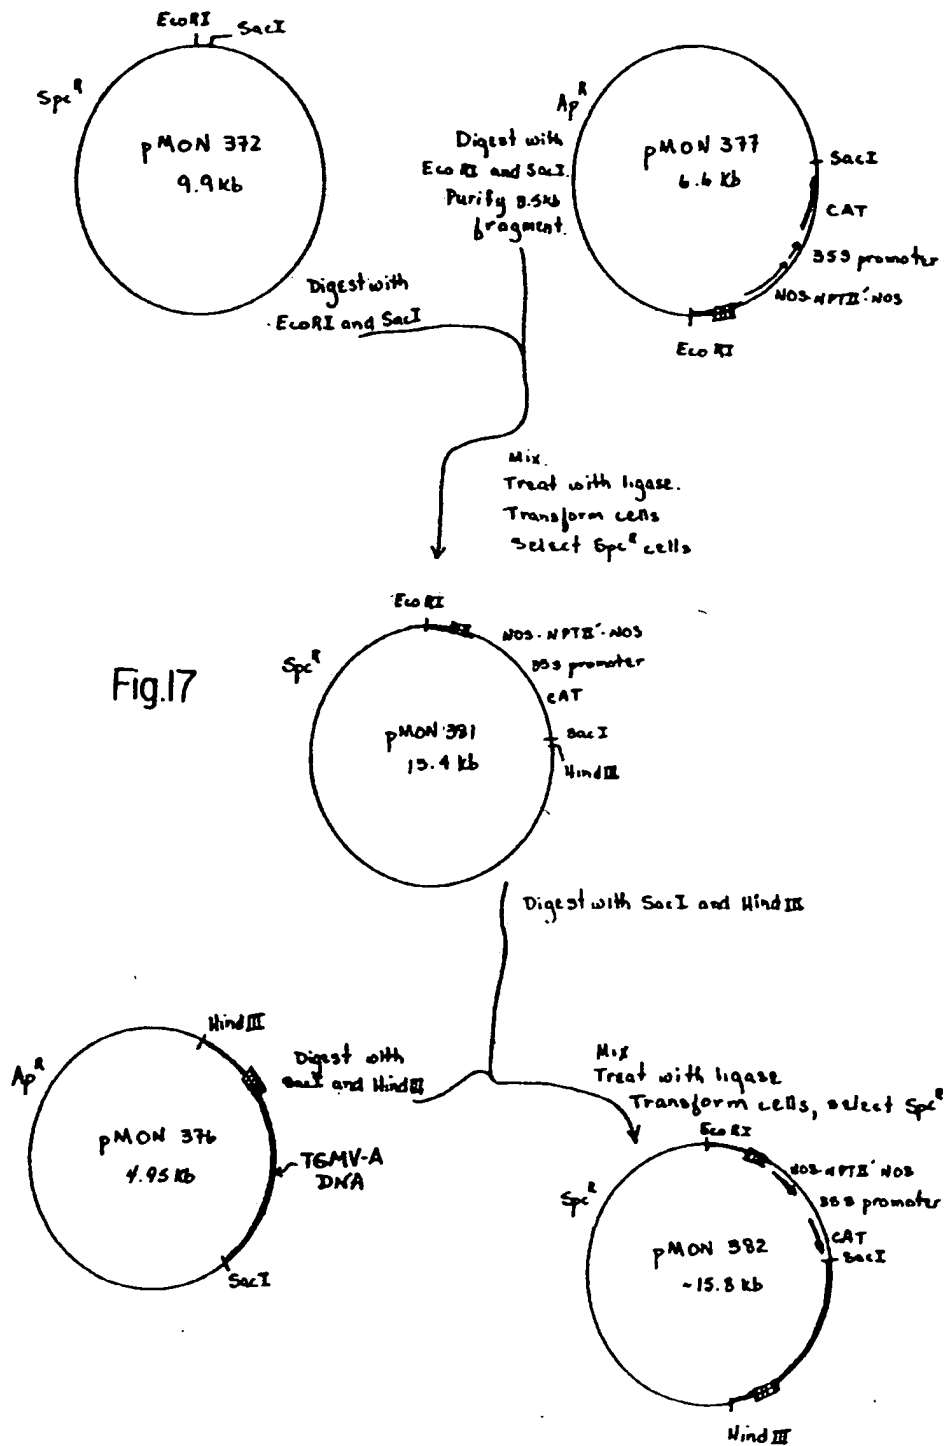 EcoRI
SacI
Spc^R
pMON 372
9.9 Kb
Digest with
EcoRI and SacI
Digest with
EcoRI and SacI.
Purify 3.5kb
fragment.
Ap^R
pMON 377
6.6 Kb
SacI
CAT
35S promoter
NOS-NPTII'-NOS
EcoRI
Mix.
Treat with ligase.
Transform cells
Select Spc^R cells
Fig.17
EcoRI
Spc^R
pMON 381
13.4 kb
NOS-NPTII'-NOS
35S promoter
CAT
SacI
HindIII
Digest with SacI and HindIII
HindIII
Ap^R
pMON 376
4.95 Kb
TGMV-A
DNA
SacI
Digest with
SacI and HindIII
Mix
Treat with ligase
Transform cells, select Spc^R
EcoRI
Spc^R
pMON 382
~15.8 kb
NOS-NPTII' NOS
35S promoter
CAT
SacI
HindIII